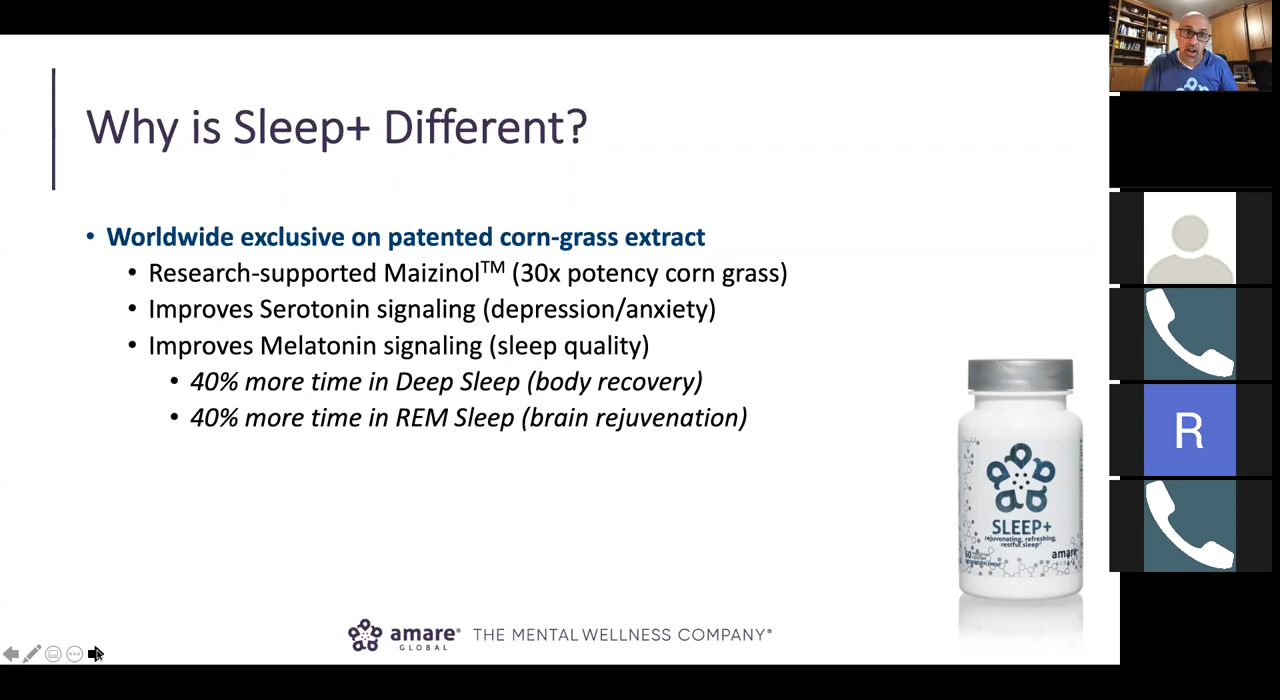 Why is Sleep+ Different?
• Worldwide exclusive on patented corn-grass extract
• Research-supported Maizinol™ (30x potency corn grass)
• Improves Serotonin signaling (depression/anxiety)
• Improves Melatonin signaling (sleep quality)
• 40% more time in Deep Sleep (body recovery)
• 40% more time in REM Sleep (brain rejuvenation)
SLEEP+
rejuvenating, refreshing,
restful sleep
60
amare
amare® THE MENTAL WELLNESS COMPANY®
GLOBAL
R